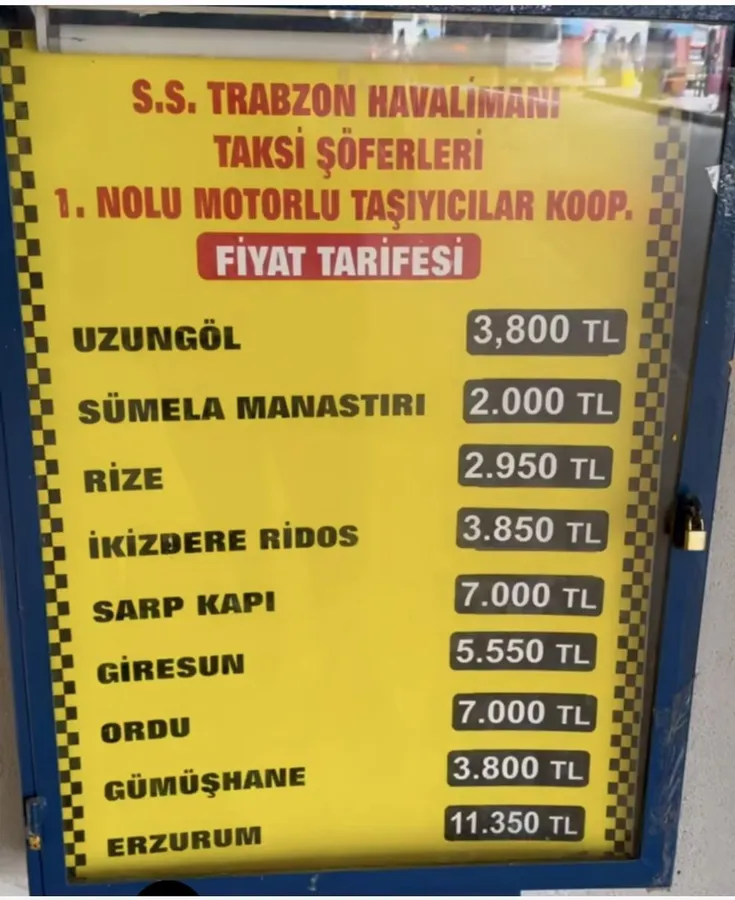 S.S. TRABZON HAVALİMANI
TAKSİ ŞÖFERLERİ
1. NOLU MOTORLU TAŞIYICILAR KOOP.
FİYAT TARİFESİ
UZUNGÖL 3,800 TL
SÜMELA MANASTIRI 2.000 TL
RİZE 2.950 TL
İKİZDERE RİDOS 3.850 TL
SARP KAPI 7.000 TL
GİRESUN 5.550 TL
ORDU 7.000 TL
GÜMÜŞHANE 3.800 TL
ERZURUM 11.350 TL